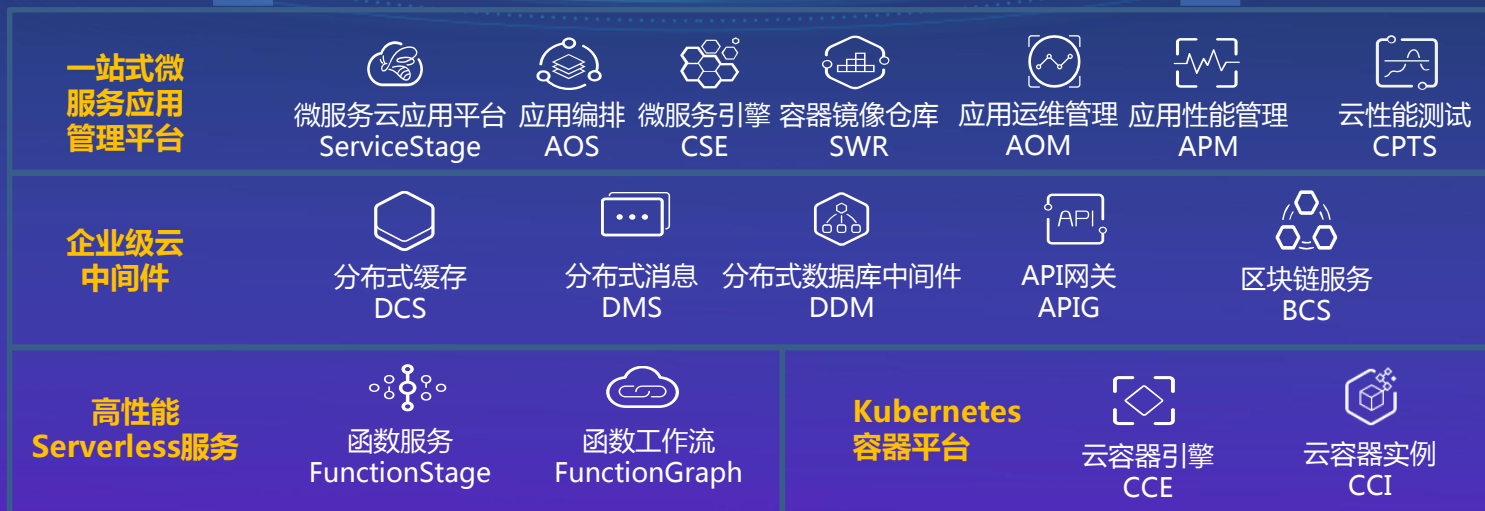 一站式微
服务应用
管理平台
微服务云应用平台
ServiceStage
应用编排
AOS
微服务引擎
CSE
容器镜像仓库
SWR
应用运维管理
AOM
应用性能管理
APM
云性能测试
CPTS
企业级云
中间件
分布式缓存
DCS
分布式消息
DMS
分布式数据库中间件
DDM
API
API网关
APIG
区块链服务
BCS
高性能
Serverless服务
函数服务
FunctionStage
函数工作流
FunctionGraph
Kubernetes
容器平台
云容器引擎
CCE
云容器实例
CCI